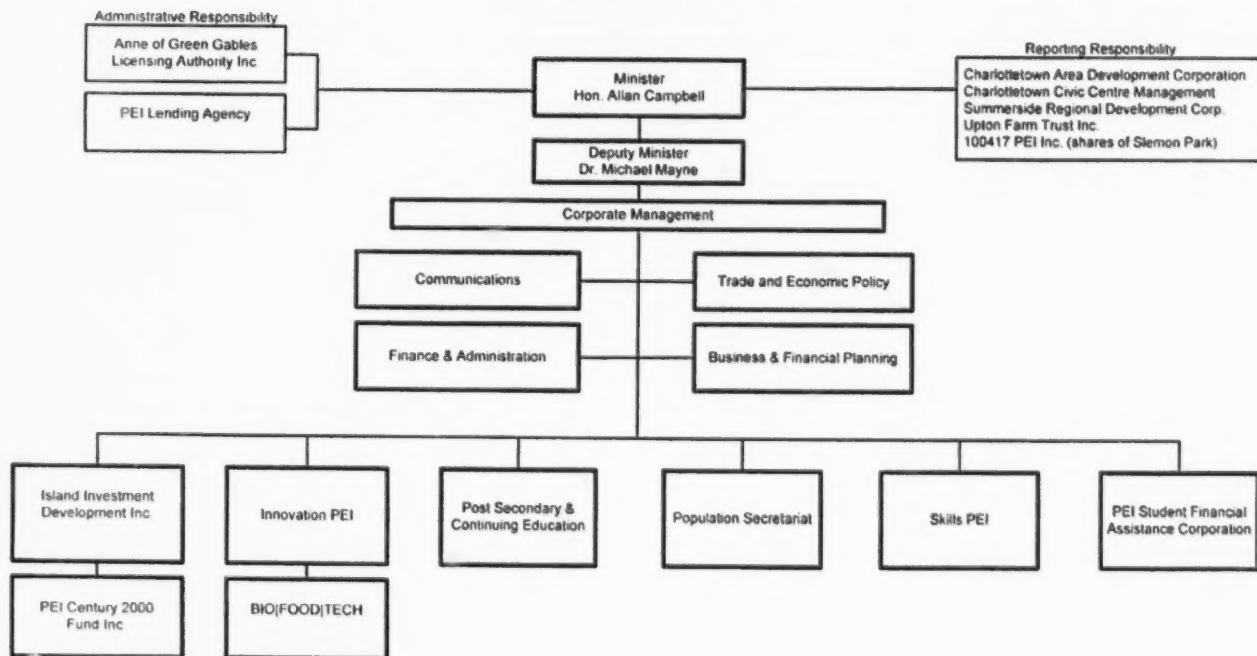 Administrative Responsibility
Anne of Green Gables
Licensing Authority Inc
PEI Lending Agency
Minister
Hon. Allan Campbell
Reporting Responsibility
Charlottetown Area Development Corporation
Charlottetown Civic Centre Management
Summerside Regional Development Corp.
Upton Farm Trust Inc.
100417 PEI Inc. (shares of Slemon Park)
Deputy Minister
Dr. Michael Mayne
Corporate Management
Communications
Trade and Economic Policy
Finance & Administration
Business & Financial Planning
Island Investment
Development Inc.
Innovation PEI
Post Secondary &
Continuing Education
Population Secretariat
Skills PEI
PEI Student Financial
Assistance Corporation
PEI Century 2000
Fund Inc
BIO|FOOD|TECH